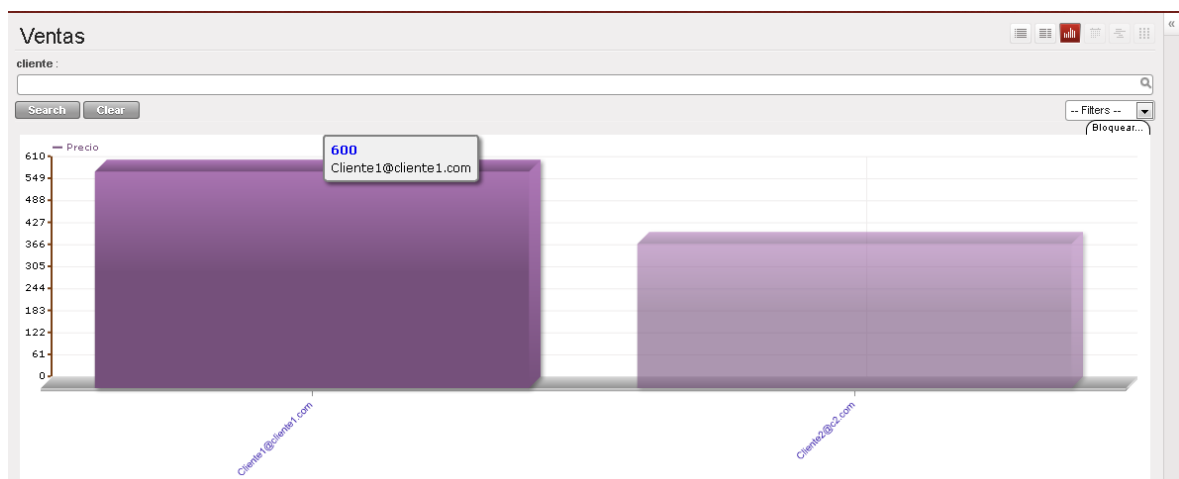 Ventas
«
cliente :
Search Clear
-- Filters --
Bloquear...
Precio
600
Cliente1@cliente1.com
610
549
488
427
366
305
244
183
122
61
0
Cliente1@cliente1.com
Cliente2@c2.com